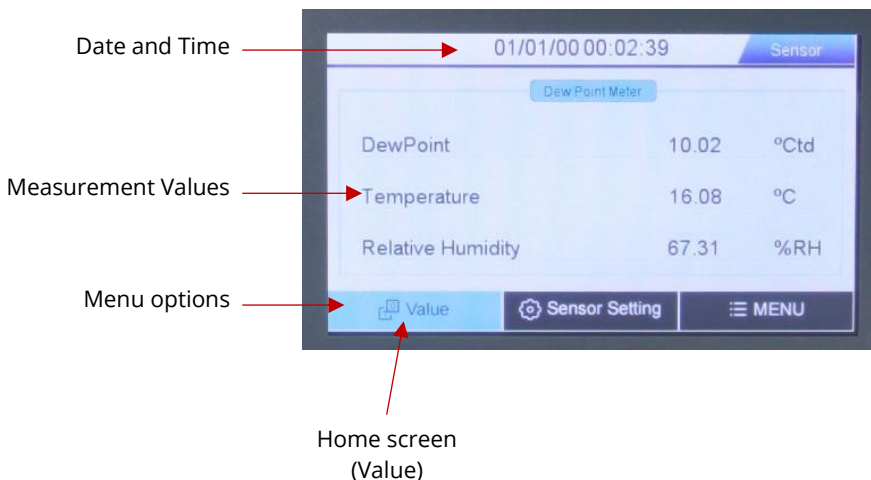 Date and Time
01/01/00 00:02:39
Sensor
Dew Point Meter
DewPoint 10.02 ºCtd
Measurement Values
Temperature 16.08 ºC
Relative Humidity 67.31 %RH
Menu options
Value
Sensor Setting
MENU
Home screen
(Value)